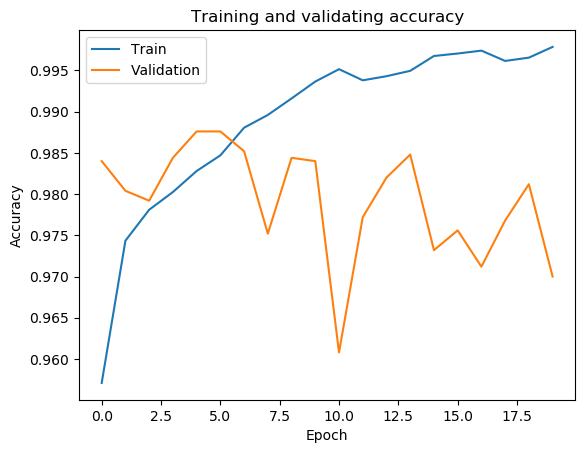 Training and validating accuracy
Train
Validation
0.995
0.990
0.985
0.980
0.975
0.970
0.965
0.960
Accuracy
0.0 2.5 5.0 7.5 10.0 12.5 15.0 17.5
Epoch